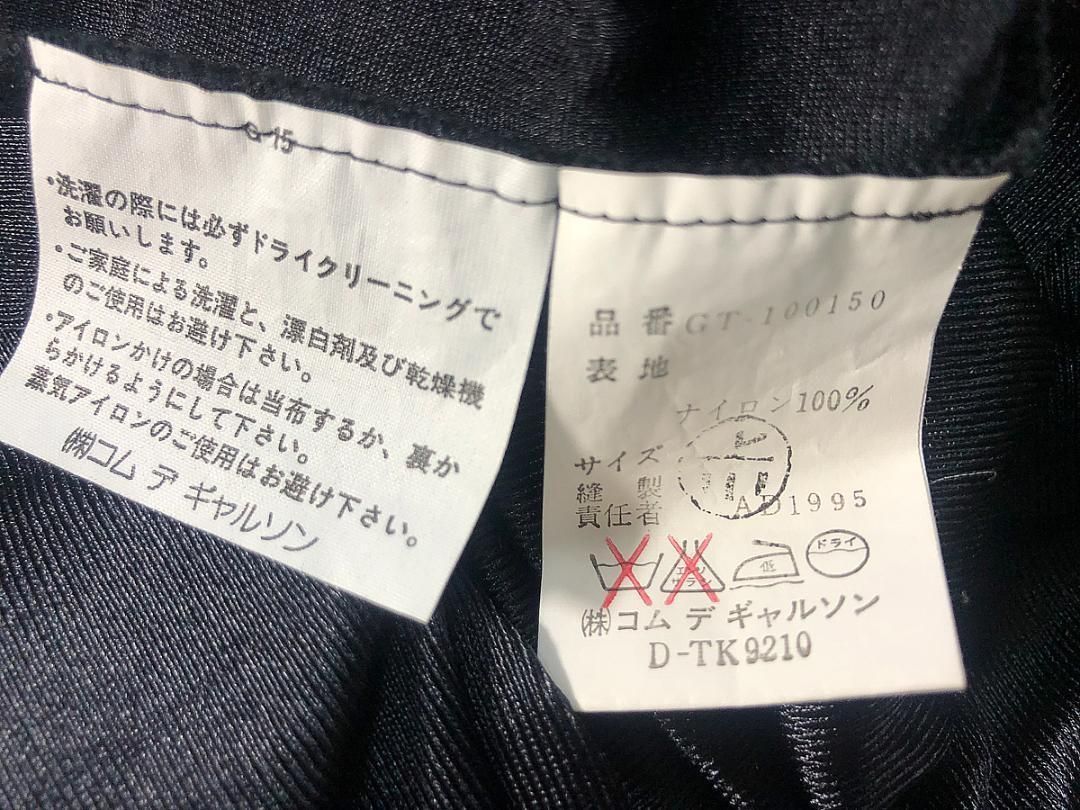 G-15
・洗濯の際には必ずドライクリーニングで
お願いします。
・ご家庭による洗濯と、漂白剤及び乾燥機
のご使用はお避け下さい。
・アイロンかけの場合は当布するか、裏か
らかけるようにして下さい。
蒸気アイロンのご使用はお避け下さい。
㈱コム デ ギャルソン
品番 GT-100150
表地
ナイロン100%
サイズ
縫製
責任者 AD1995
エンソ サラシ 低 ドライ
㈱コム デ ギャルソン
D-TK9210